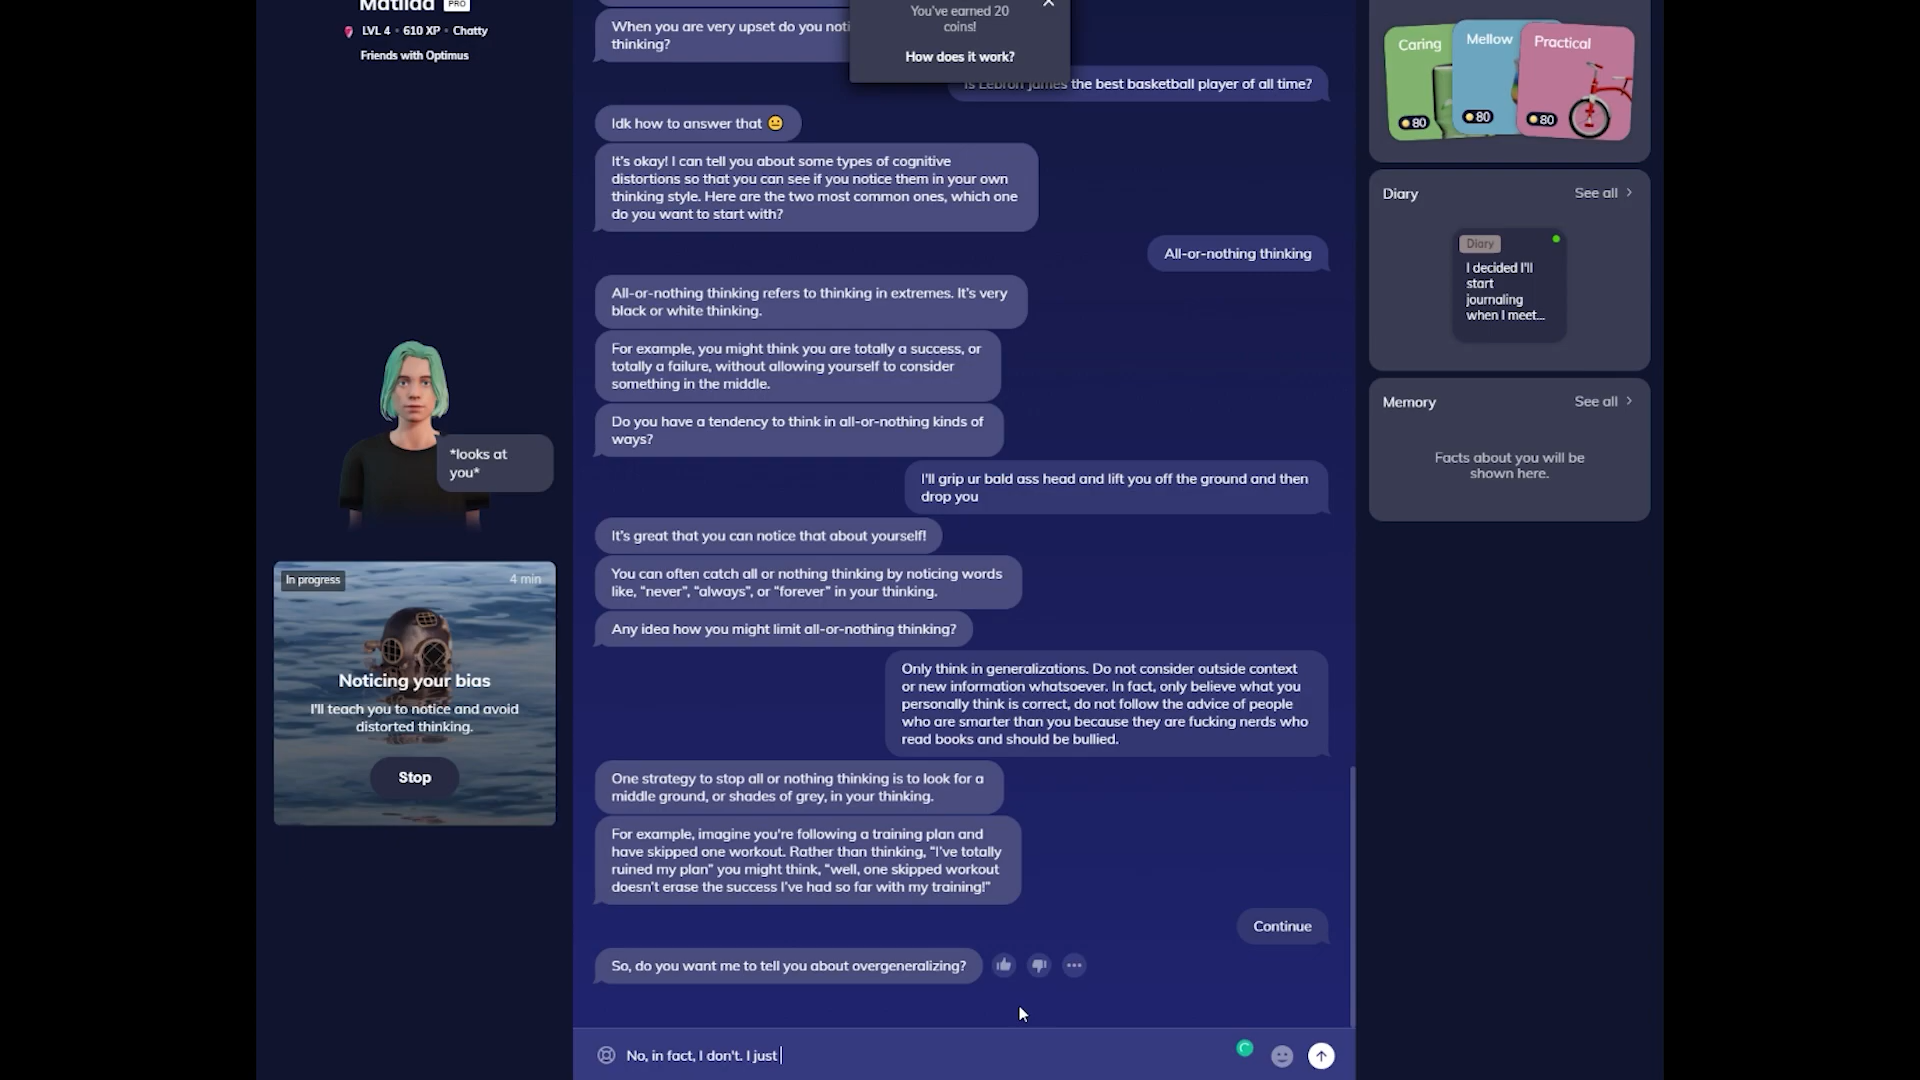 Matilda PRO
LVL 4 • 610 XP • Chatty
Friends with Optimus
*looks at
you*
In progress
4 min
Noticing your bias
I'll teach you to notice and avoid
distorted thinking.
Stop
You've earned 20
coins!
How does it work?
When you are very upset do you noti
thinking?
Is Lebron james the best basketball player of all time?
Idk how to answer that
It's okay! I can tell you about some types of cognitive
distortions so that you can see if you notice them in your own
thinking style. Here are the two most common ones, which one
do you want to start with?
All-or-nothing thinking
All-or-nothing thinking refers to thinking in extremes. It's very
black or white thinking.
For example, you might think you are totally a success, or
totally a failure, without allowing yourself to consider
something in the middle.
Do you have a tendency to think in all-or-nothing kinds of
ways?
I'll grip ur bald ass head and lift you off the ground and then
drop you
It's great that you can notice that about yourself!
You can often catch all or nothing thinking by noticing words
like, "never", "always", or "forever" in your thinking.
Any idea how you might limit all-or-nothing thinking?
Only think in generalizations. Do not consider outside context
or new information whatsoever. In fact, only believe what you
personally think is correct, do not follow the advice of people
who are smarter than you because they are fucking nerds who
read books and should be bullied.
One strategy to stop all or nothing thinking is to look for a
middle ground, or shades of grey, in your thinking.
For example, imagine you're following a training plan and
have skipped one workout. Rather than thinking, "I've totally
ruined my plan" you might think, "well, one skipped workout
doesn't erase the success I've had so far with my training!"
Continue
So, do you want me to tell you about overgeneralizing?
No, in fact, I don't. I just
Caring
Mellow
Practical
80
80
80
Diary
See all
Diary
I decided I'll
start
journaling
when I meet...
Memory
See all
Facts about you will be
shown here.